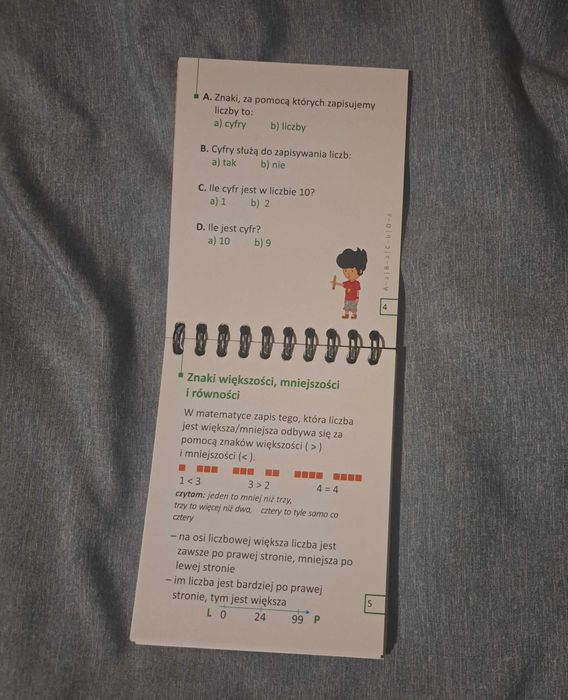 A. Znaki, za pomocą których zapisujemy
liczby to:
a) cyfry b) liczby
B. Cyfry służą do zapisywania liczb:
a) tak b) nie
C. Ile cyfr jest w liczbie 10?
a) 1 b) 2
D. Ile jest cyfr?
a) 10 b) 9
A – a | B – a | C – b | D – a
4
Znaki większości, mniejszości
i równości
W matematyce zapis tego, która liczba
jest większa/mniejsza odbywa się za
pomocą znaków większości ( > )
i mniejszości (< ).
1 < 3 3 > 2 4 = 4
czytam: jeden to mniej niż trzy,
trzy to więcej niż dwa, cztery to tyle samo co
cztery
– na osi liczbowej większa liczba jest
zawsze po prawej stronie, mniejsza po
lewej stronie
– im liczba jest bardziej po prawej
stronie, tym jest większa
L 0 24 99 P
5